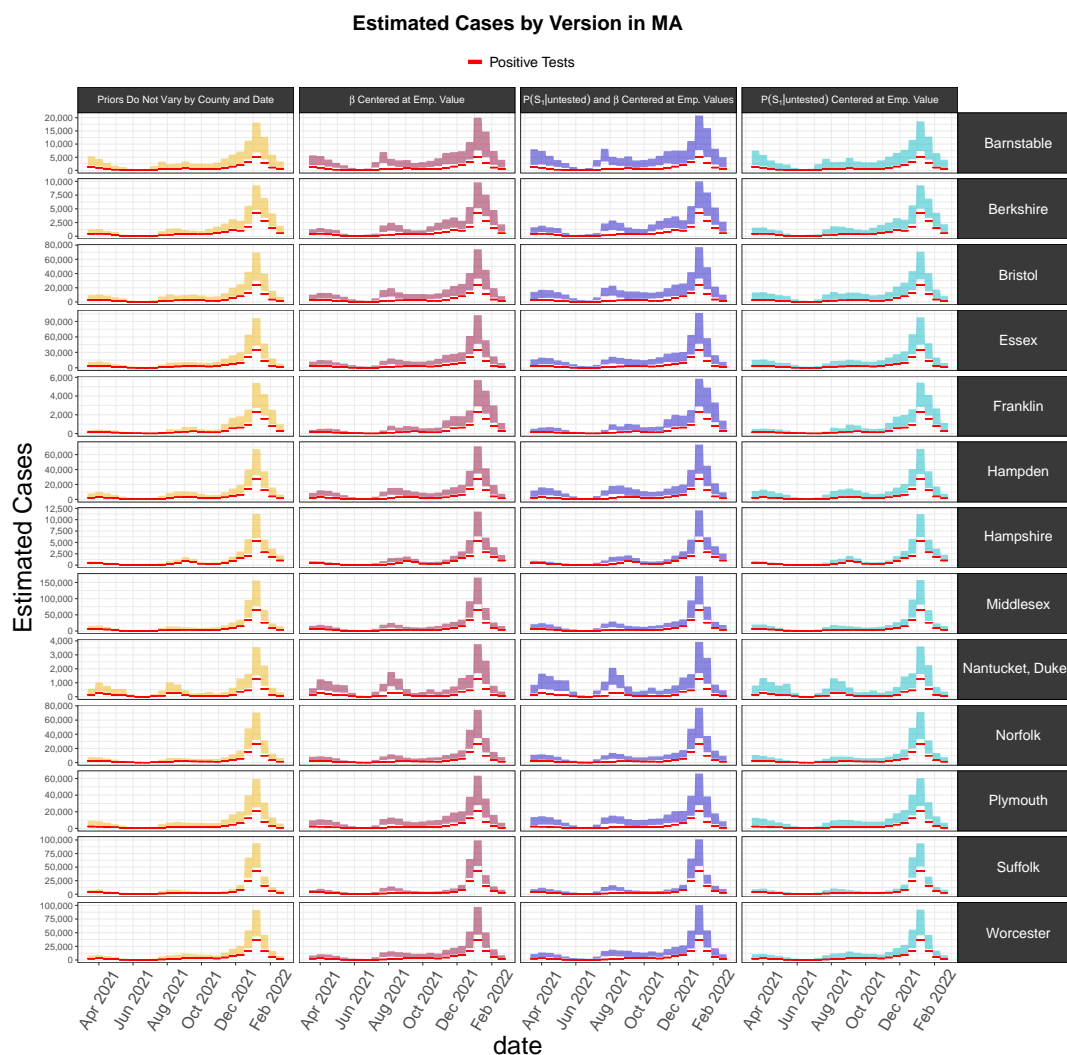 Estimated Cases by Version in MA
Positive Tests
Priors Do Not Vary by County and Date
β Centered at Emp. Value
P(S₁|untested) and β Centered at Emp. Values
P(S₁|untested) Centered at Emp. Value
20,000
15,000
10,000
5,000
0
Barnstable
10,000
7,500
5,000
2,500
0
Berkshire
80,000
60,000
40,000
20,000
0
Bristol
90,000
60,000
30,000
0
Essex
6,000
4,000
2,000
0
Franklin
60,000
40,000
20,000
0
Hampden
12,500
10,000
7,500
5,000
2,500
0
Hampshire
150,000
100,000
50,000
0
Middlesex
4,000
3,000
2,000
1,000
0
Nantucket, Duke
80,000
60,000
40,000
20,000
0
Norfolk
60,000
40,000
20,000
0
Plymouth
100,000
75,000
50,000
25,000
0
Suffolk
100,000
75,000
50,000
25,000
0
Worcester
Estimated Cases
Apr 2021
Jun 2021
Aug 2021
Oct 2021
Dec 2021
Feb 2022
Apr 2021
Jun 2021
Aug 2021
Oct 2021
Dec 2021
Feb 2022
Apr 2021
Jun 2021
Aug 2021
Oct 2021
Dec 2021
Feb 2022
Apr 2021
Jun 2021
Aug 2021
Oct 2021
Dec 2021
Feb 2022
date